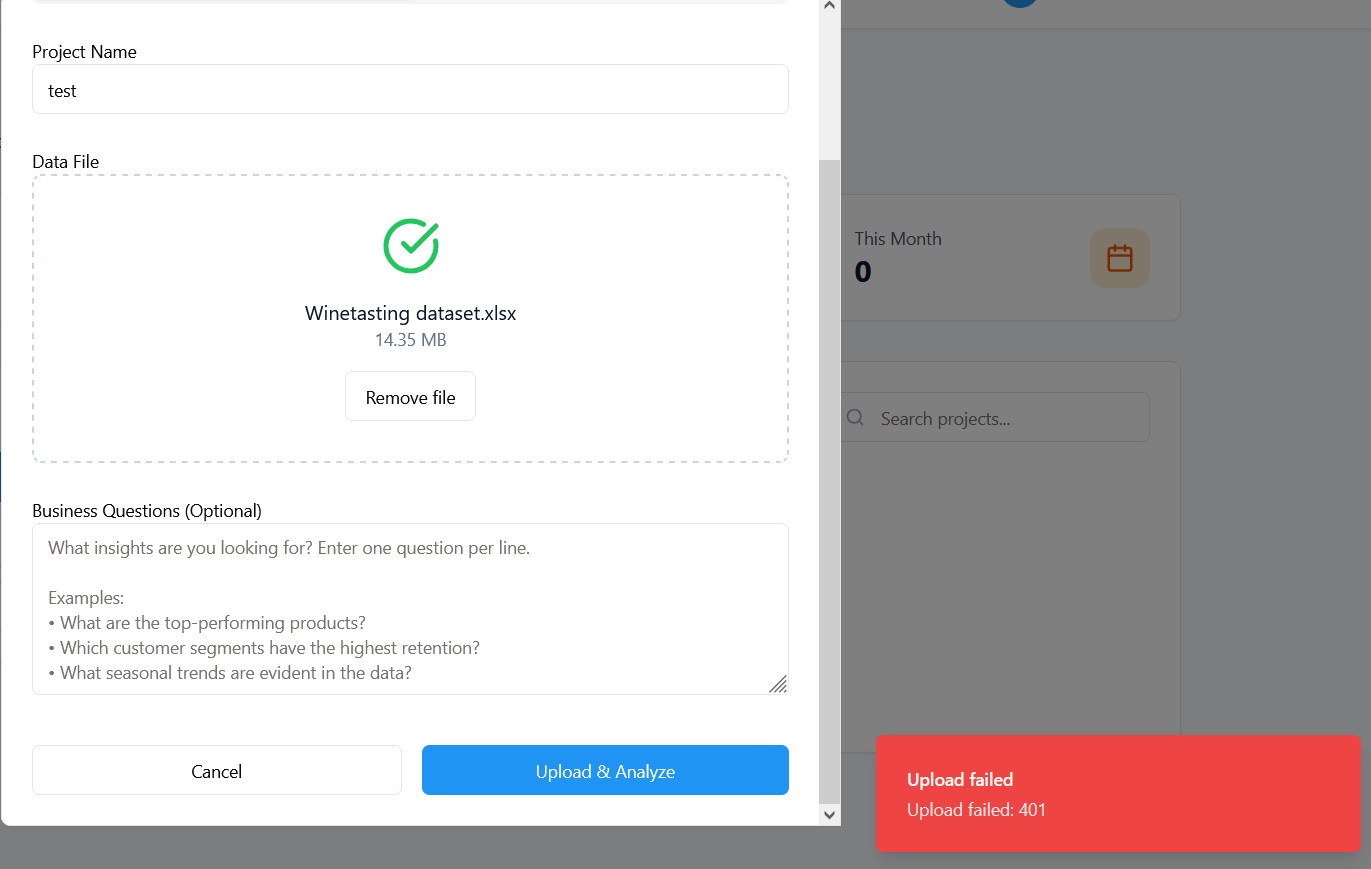 Project Name
test
Data File
Winetasting dataset.xlsx
14.35 MB
Remove file
Business Questions (Optional)
What insights are you looking for? Enter one question per line.
Examples:
• What are the top-performing products?
• Which customer segments have the highest retention?
• What seasonal trends are evident in the data?
Cancel
Upload & Analyze
This Month
0
Search projects...
Upload failed
Upload failed: 401